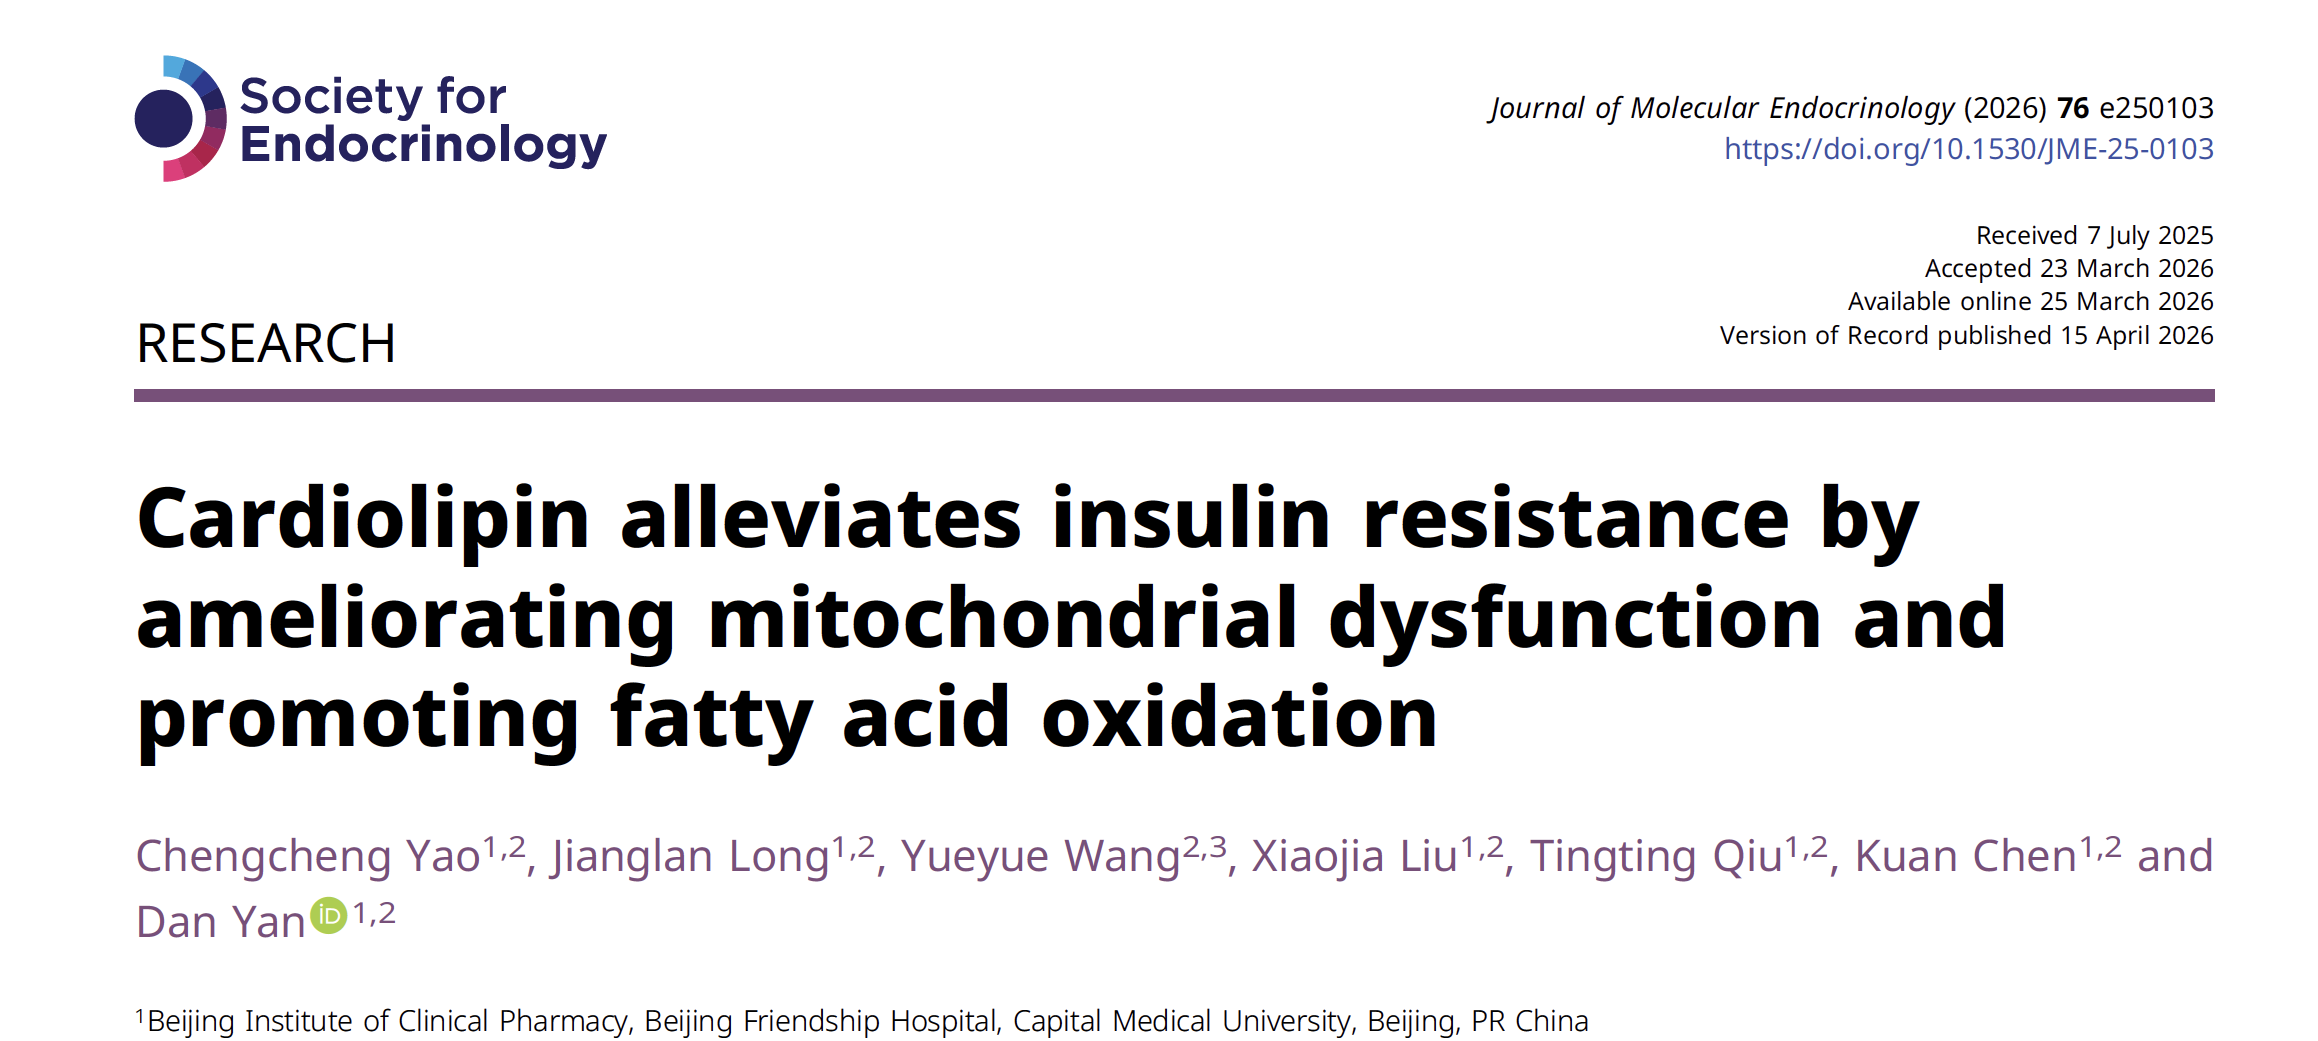 Society for
Endocrinology
Journal of Molecular Endocrinology (2026) 76 e250103
https://doi.org/10.1530/JME-25-0103
Received 7 July 2025
Accepted 23 March 2026
Available online 25 March 2026
Version of Record published 15 April 2026
RESEARCH
Cardiolipin alleviates insulin resistance by
ameliorating mitochondrial dysfunction and
promoting fatty acid oxidation
Chengcheng Yao1,2, Jianglan Long1,2, Yueyue Wang2,3, Xiaojia Liu1,2, Tingting Qiu1,2, Kuan Chen1,2 and
Dan Yan iD 1,2
1Beijing Institute of Clinical Pharmacy, Beijing Friendship Hospital, Capital Medical University, Beijing, PR China